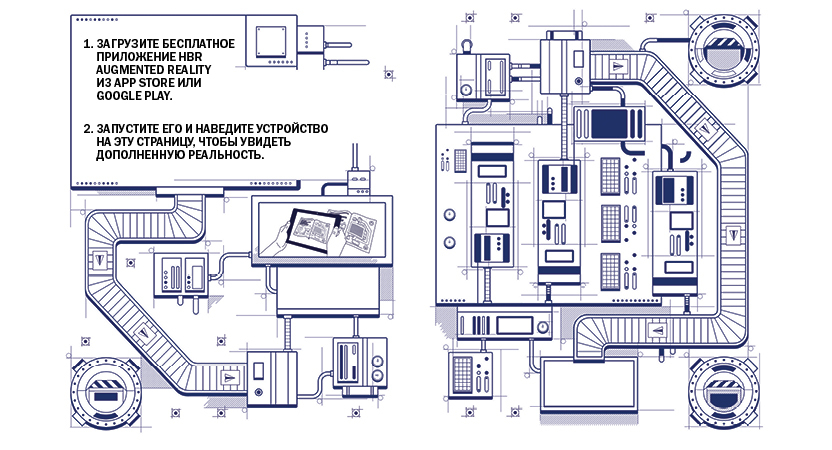 1. ЗАГРУЗИТЕ БЕСПЛАТНОЕ
ПРИЛОЖЕНИЕ HBR
AUGMENTED REALITY
ИЗ APP STORE ИЛИ
GOOGLE PLAY.
2. ЗАПУСТИТЕ ЕГО И НАВЕДИТЕ УСТРОЙСТВО
НА ЭТУ СТРАНИЦУ, ЧТОБЫ УВИДЕТЬ
ДОПОЛНЕННУЮ РЕАЛЬНОСТЬ.